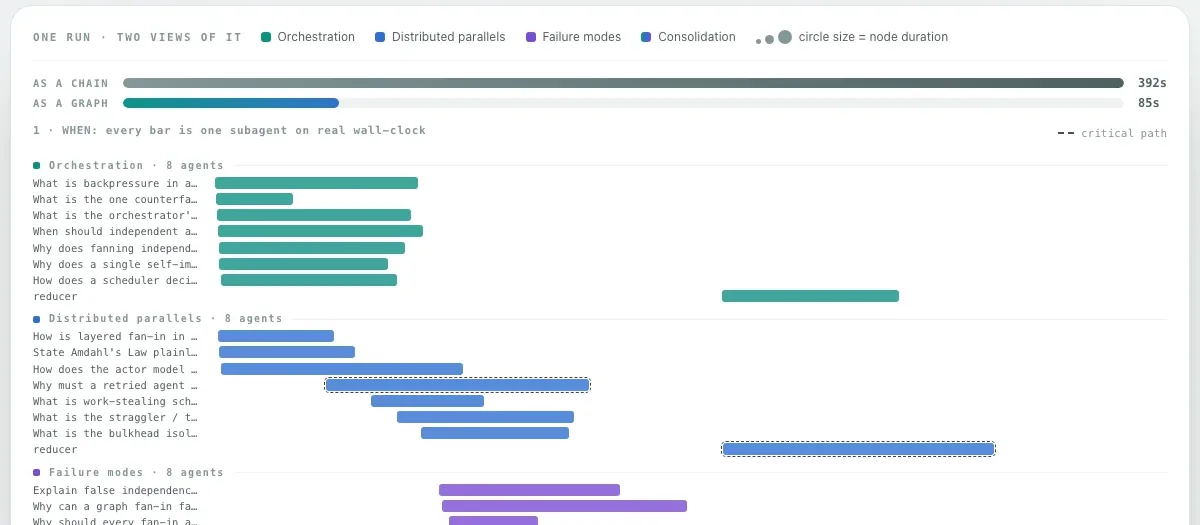 ONE RUN · TWO VIEWS OF IT Orchestration Distributed parallels Failure modes Consolidation circle size = node duration
AS A CHAIN 392s
AS A GRAPH 85s
1 · WHEN: every bar is one subagent on real wall-clock critical path
Orchestration · 8 agents
What is backpressure in a…
What is the one counterfa…
What is the orchestrator'…
When should independent a…
Why does fanning independ…
Why does a single self-im…
How does a scheduler deci…
reducer
Distributed parallels · 8 agents
How is layered fan-in in …
State Amdahl's Law plainl…
How does the actor model …
Why must a retried agent …
What is work-stealing sch…
What is the straggler / t…
What is the bulkhead isol…
reducer
Failure modes · 8 agents
Explain false independenc…
Why can a graph fan-in fa…
Why should every fan-in a…